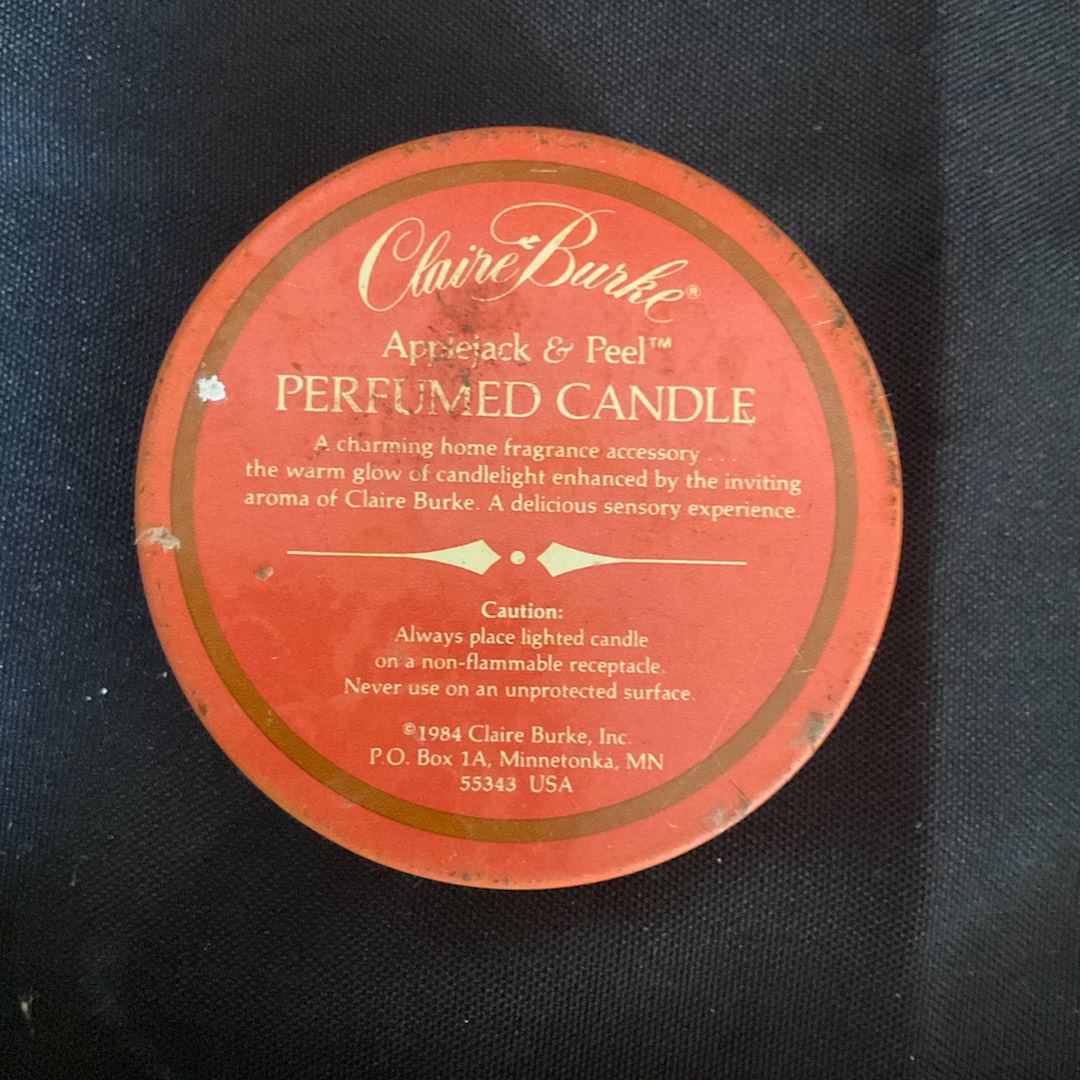 Claire Burke®
Applejack & Peel™
PERFUMED CANDLE
A charming home fragrance accessory . . .
the warm glow of candlelight enhanced by the inviting
aroma of Claire Burke. A delicious sensory experience.
Caution:
Always place lighted candle
on a non-flammable receptacle.
Never use on an unprotected surface.
©1984 Claire Burke, Inc.
P.O. Box 1A, Minnetonka, MN
55343 USA